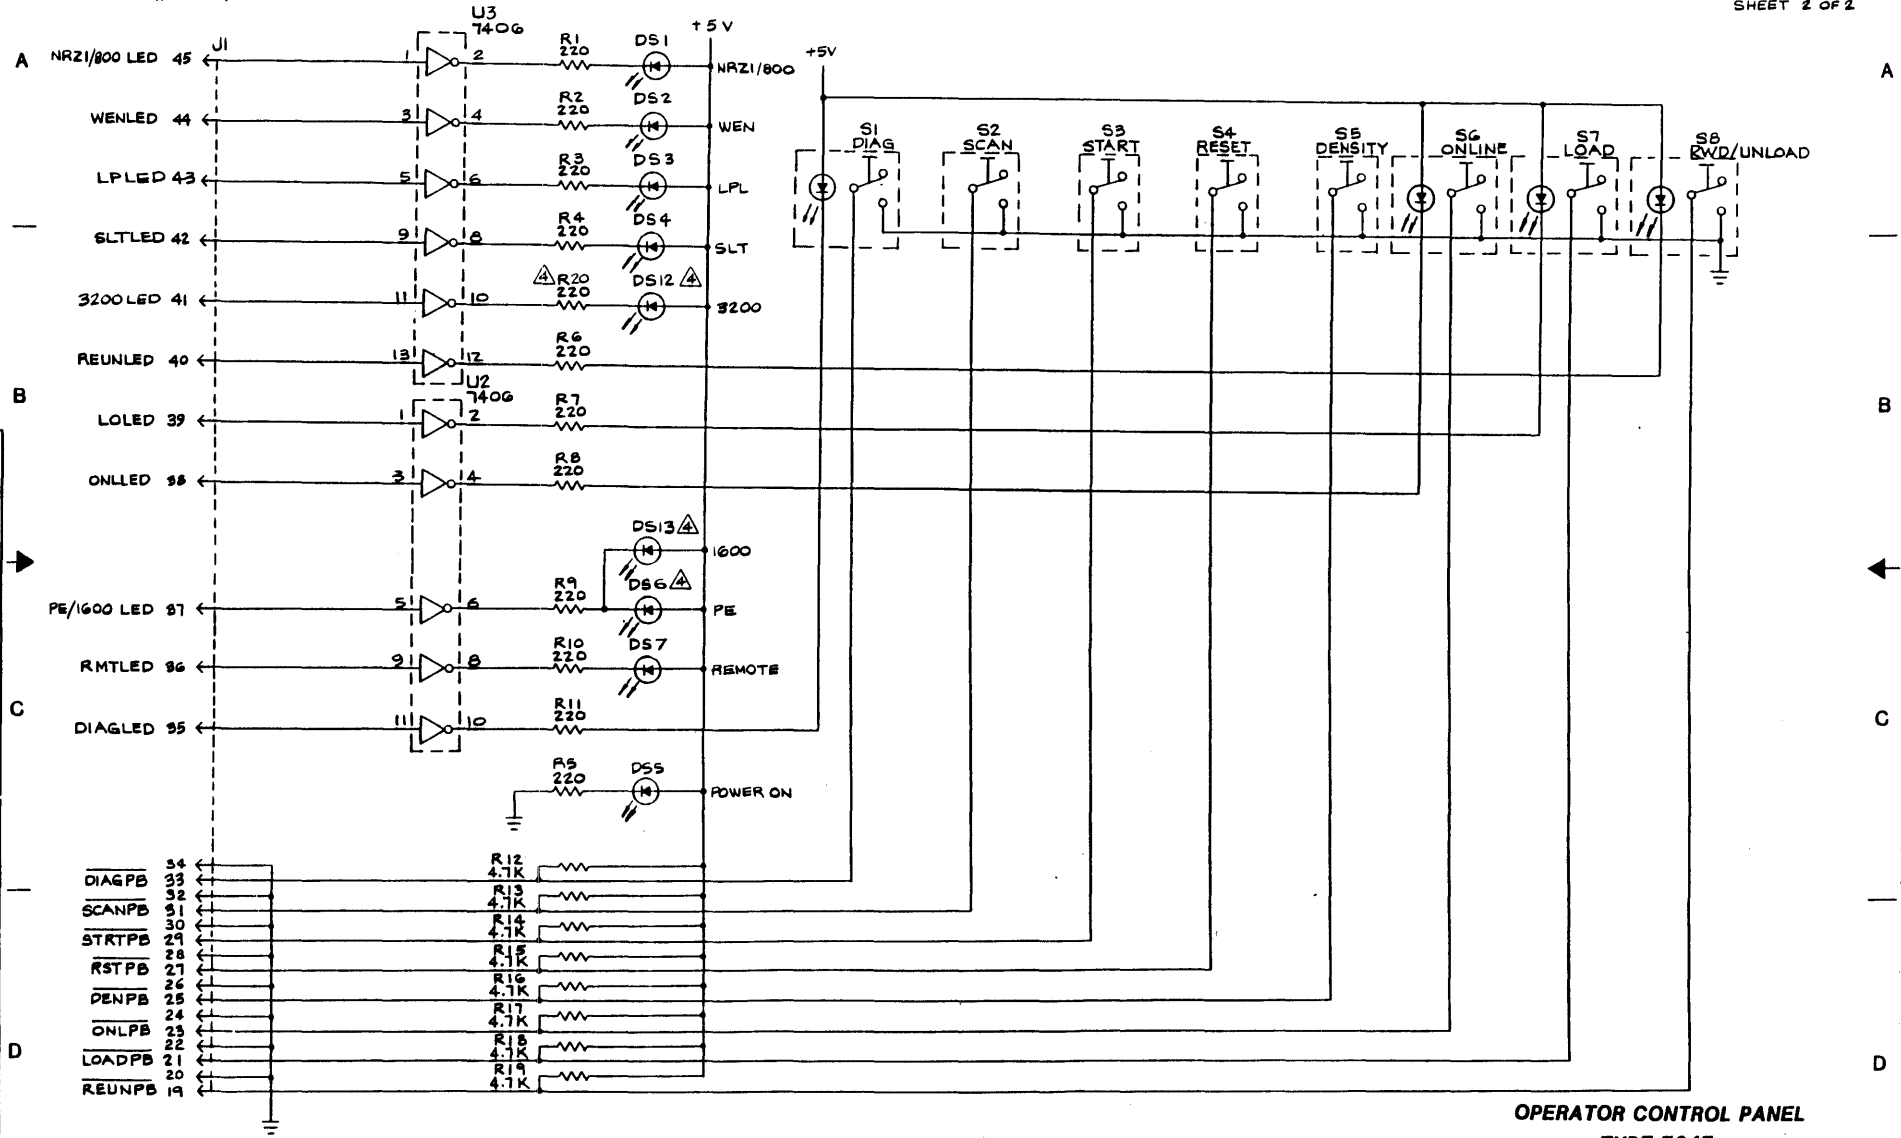 SHEET 2 OF 2
U3
7406
+5V
+5V
J1
A
A
NRZ1/800 LED 45
1
2
R1
220
DS1
NRZ1/800
WENLED 44
3
4
R2
220
DS2
WEN
S1
DIAG
S2
SCAN
S3
START
S4
RESET
S5
DENSITY
S6
ONLINE
S7
LOAD
S8
RWD/UNLOAD
LPLED 43
5
6
R3
220
DS3
LPL
SLTLED 42
9
8
R4
220
DS4
SLT
3200LED 41
11
10
4
R20
220
DS12
4
3200
REUNLED 40
13
12
R6
220
U2
7406
B
B
LOLED 39
1
2
R7
220
ONLLED 38
3
4
R8
220
DS13
4
1600
PE/1600 LED 37
5
6
R9
220
DS6
4
PE
RMTLED 36
9
8
R10
220
DS7
REMOTE
C
C
DIAGLED 35
11
10
R11
220
R5
220
DS5
POWER ON
34
R12
4.7K
DIAGPB 33
32
R13
4.7K
SCANPB 31
30
R14
4.7K
STRTPB 29
28
R15
4.7K
RSTPB 27
26
R16
4.7K
DENPB 25
24
R17
4.7K
ONLPB 23
22
R18
4.7K
D
D
LOADPB 21
20
R19
4.7K
REUNPB 19
OPERATOR CONTROL PANEL